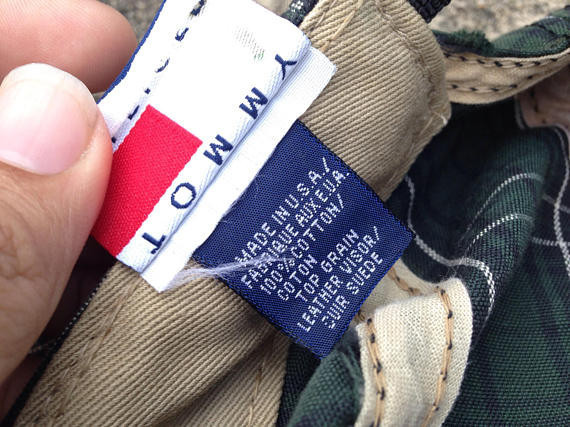 TOMMY
MADE IN U.S.A./
FABRIQUE AUX E.U.A.
100% COTTON/
COTON
TOP GRAIN
LEATHER VISOR/
CUIR SUEDE